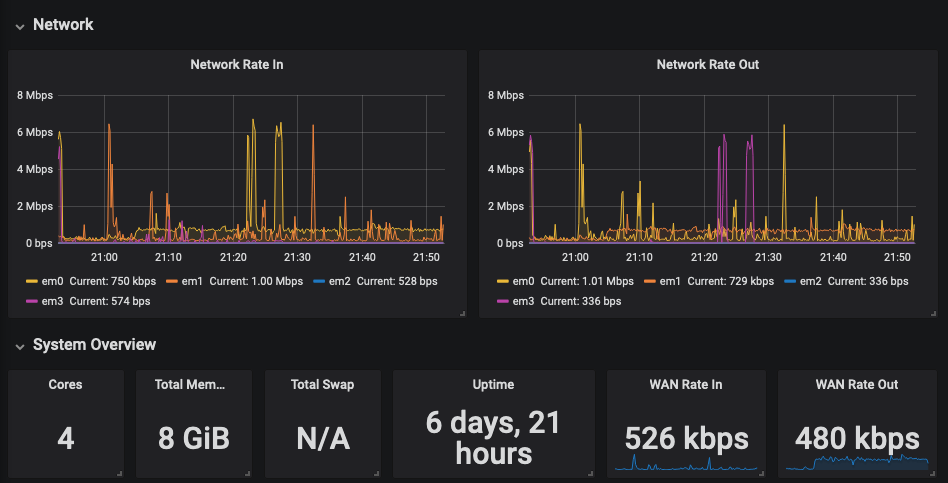 Network
Network Rate In
8 Mbps
6 Mbps
4 Mbps
2 Mbps
0 bps
21:00
21:10
21:20
21:30
21:40
21:50
em0 Current: 750 kbps
em1 Current: 1.00 Mbps
em2 Current: 528 bps
em3 Current: 574 bps
Network Rate Out
8 Mbps
6 Mbps
4 Mbps
2 Mbps
0 bps
21:00
21:10
21:20
21:30
21:40
21:50
em0 Current: 1.01 Mbps
em1 Current: 729 kbps
em2 Current: 336 bps
em3 Current: 336 bps
System Overview
Cores
4
Total Mem...
8 GiB
Total Swap
N/A
Uptime
6 days, 21
hours
WAN Rate In
526 kbps
WAN Rate Out
480 kbps